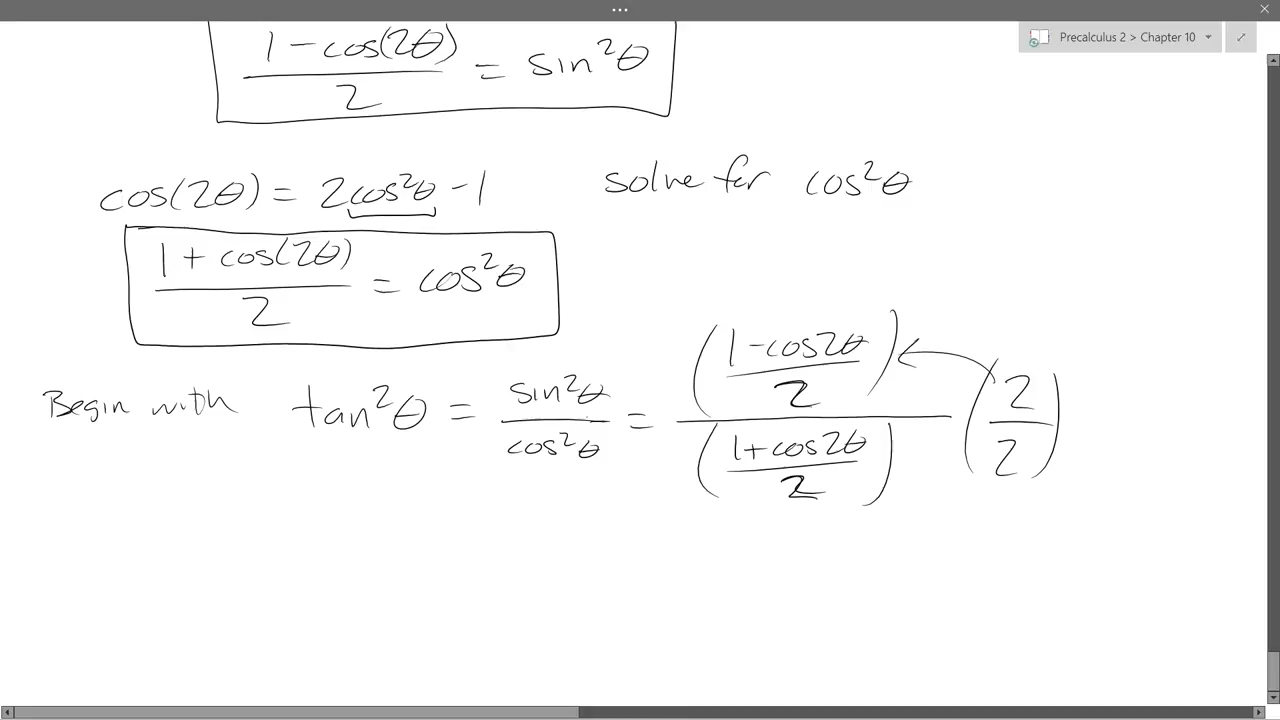 Precalculus 2 > Chapter 10
(1 - cos(2θ))/2 = sin²θ
cos(2θ) = 2cos²θ - 1 solve for cos²θ
(1 + cos(2θ))/2 = cos²θ
Begin with tan²θ = sin²θ/cos²θ = ((1-cos2θ)/2)/((1+cos2θ)/2) (2/2)